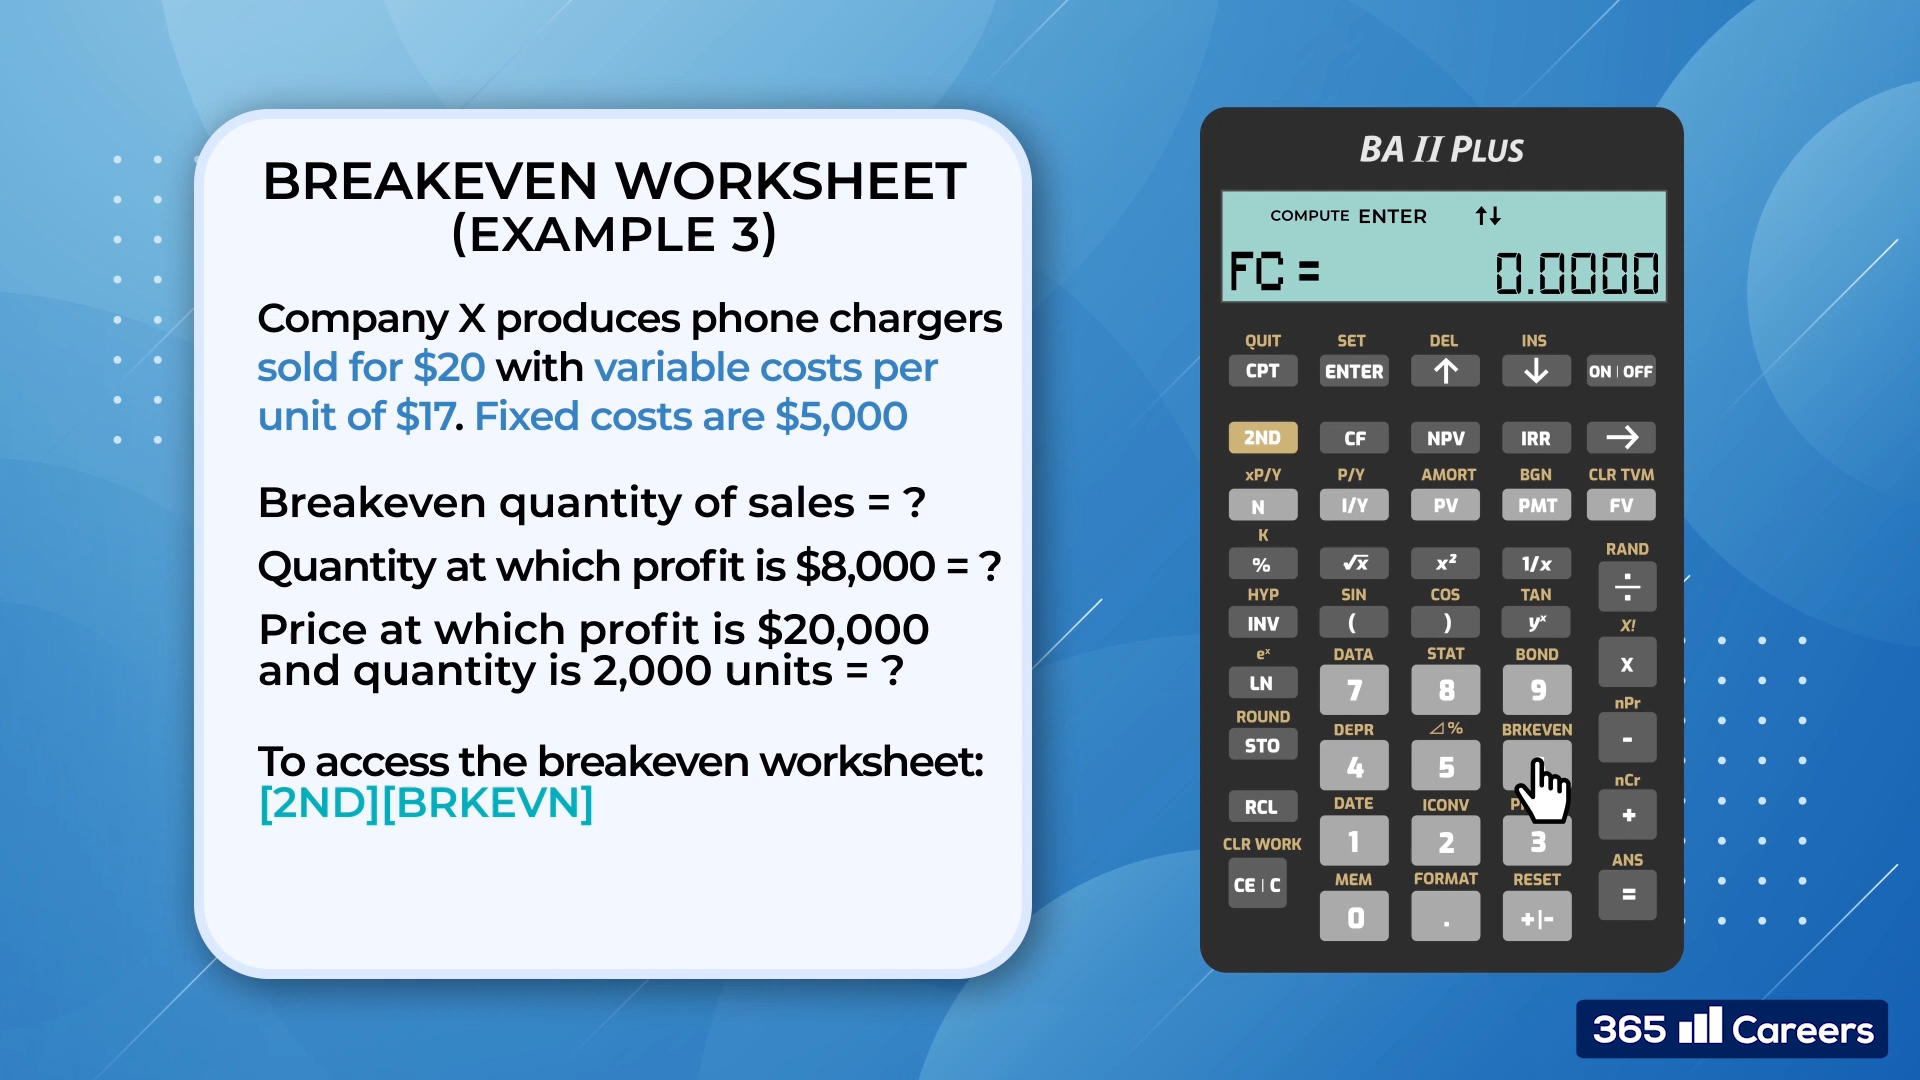 BREAKEVEN WORKSHEET
(EXAMPLE 3)
Company X produces phone chargers
sold for $20 with variable costs per
unit of $17. Fixed costs are $5,000
Breakeven quantity of sales = ?
Quantity at which profit is $8,000 = ?
Price at which profit is $20,000
and quantity is 2,000 units = ?
To access the breakeven worksheet:
[2ND][BRKEVN]
BA II PLUS
COMPUTE ENTER ↑↓
FC = 0.0000
QUIT SET DEL INS
CPT ENTER ↑ ↓ ON | OFF
2ND CF NPV IRR →
xP/Y P/Y AMORT BGN CLR TVM
N I/Y PV PMT FV
K RAND
% √x x² 1/x ÷
HYP SIN COS TAN
INV ( ) yˣ X!
eˣ DATA STAT BOND x
LN 7 8 9 nPr
ROUND DEPR ⊿% BRKEVEN
STO 4 5 -
DATE ICONV nCr
RCL 1 2 3 +
CLR WORK MEM FORMAT RESET ANS
CE | C 0 . +|- =
365 Careers